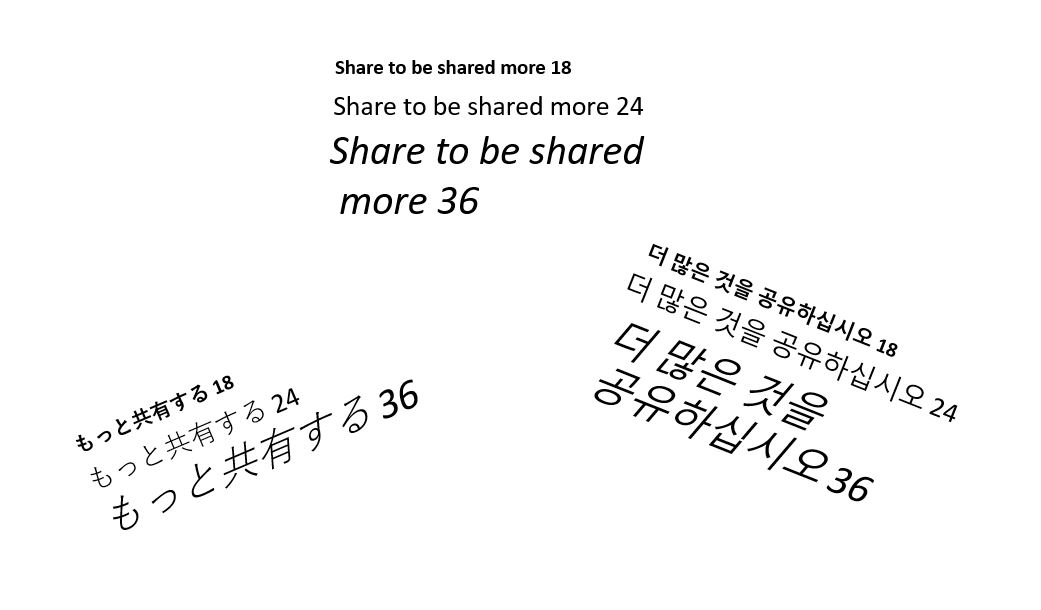 Share to be shared more 18
Share to be shared more 24
Share to be shared
more 36
더 많은 것을 공유하십시오 18
더 많은 것을 공유하십시오 24
더 많은 것을
공유하십시오 36
もっと共有する 18
もっと共有する 24
もっと共有する 36